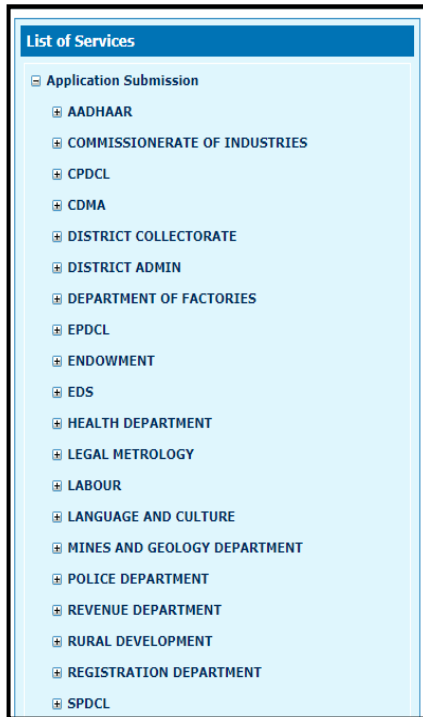 List of Services
Application Submission
AADHAAR
COMMISSIONERATE OF INDUSTRIES
CPDCL
CDMA
DISTRICT COLLECTORATE
DISTRICT ADMIN
DEPARTMENT OF FACTORIES
EPDCL
ENDOWMENT
EDS
HEALTH DEPARTMENT
LEGAL METROLOGY
LABOUR
LANGUAGE AND CULTURE
MINES AND GEOLOGY DEPARTMENT
POLICE DEPARTMENT
REVENUE DEPARTMENT
RURAL DEVELOPMENT
REGISTRATION DEPARTMENT
SPDCL